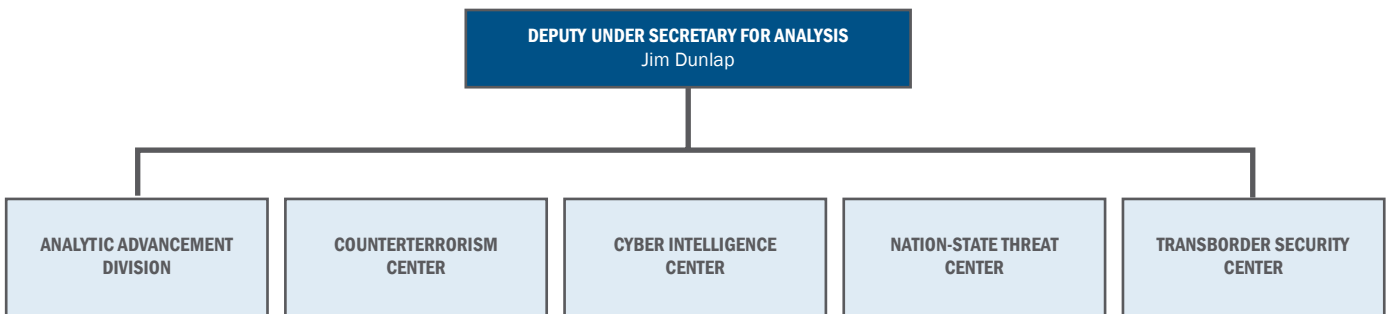 DEPUTY UNDER SECRETARY FOR ANALYSIS
Jim Dunlap
ANALYTIC ADVANCEMENT
DIVISION
COUNTERTERRORISM
CENTER
CYBER INTELLIGENCE
CENTER
NATION-STATE THREAT
CENTER
TRANSBORDER SECURITY
CENTER